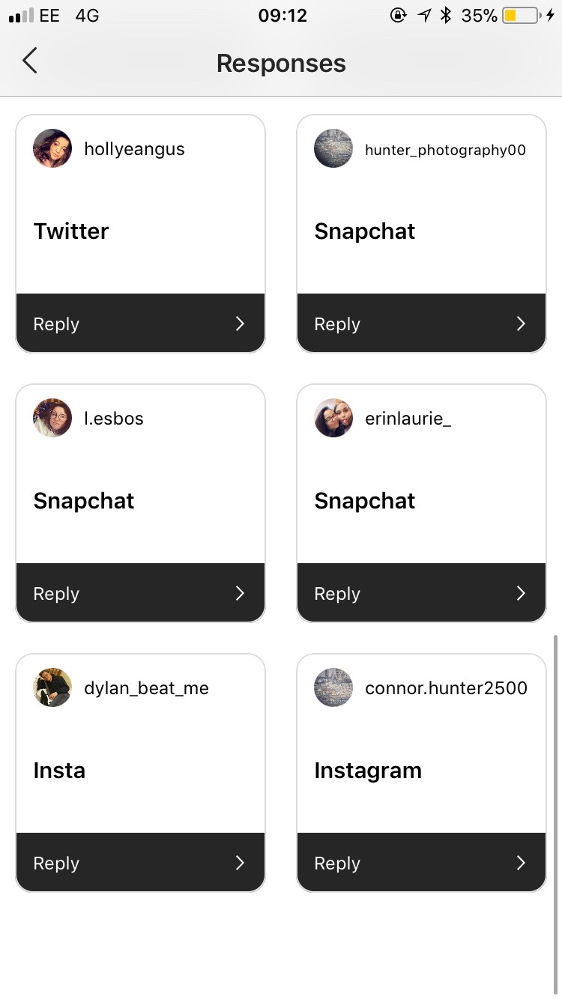 EE 4G 09:12 35%
Responses
hollyeangus
Twitter
Reply
hunter_photography00
Snapchat
Reply
l.esbos
Snapchat
Reply
erinlaurie_
Snapchat
Reply
dylan_beat_me
Insta
Reply
connor.hunter2500
Instagram
Reply